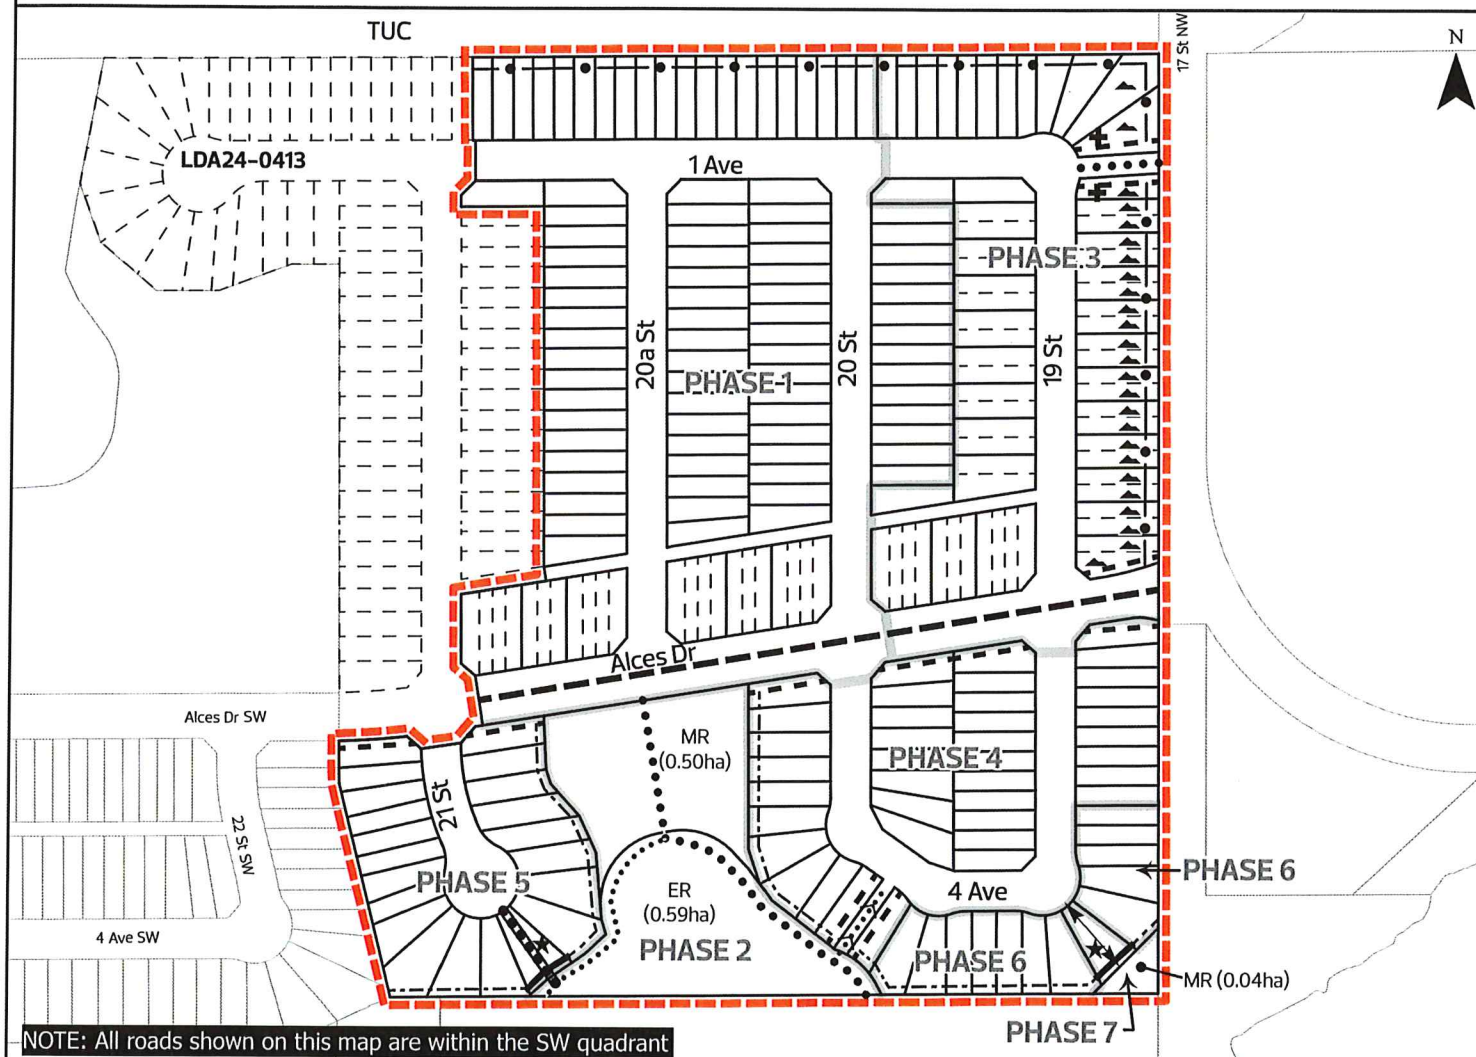 TUC
17 St NW
N
LDA24-0413
1 Ave
PHASE 3
20a St
20 St
19 St
PHASE 1
Alces Dr
Alces Dr SW
MR
(0.50ha)
PHASE 4
21 St
22 St SW
PHASE 5
ER
(0.59ha)
4 Ave
PHASE 6
4 Ave SW
PHASE 2
PHASE 6
MR (0.04ha)
PHASE 7
NOTE: All roads shown on this map are within the SW quadrant